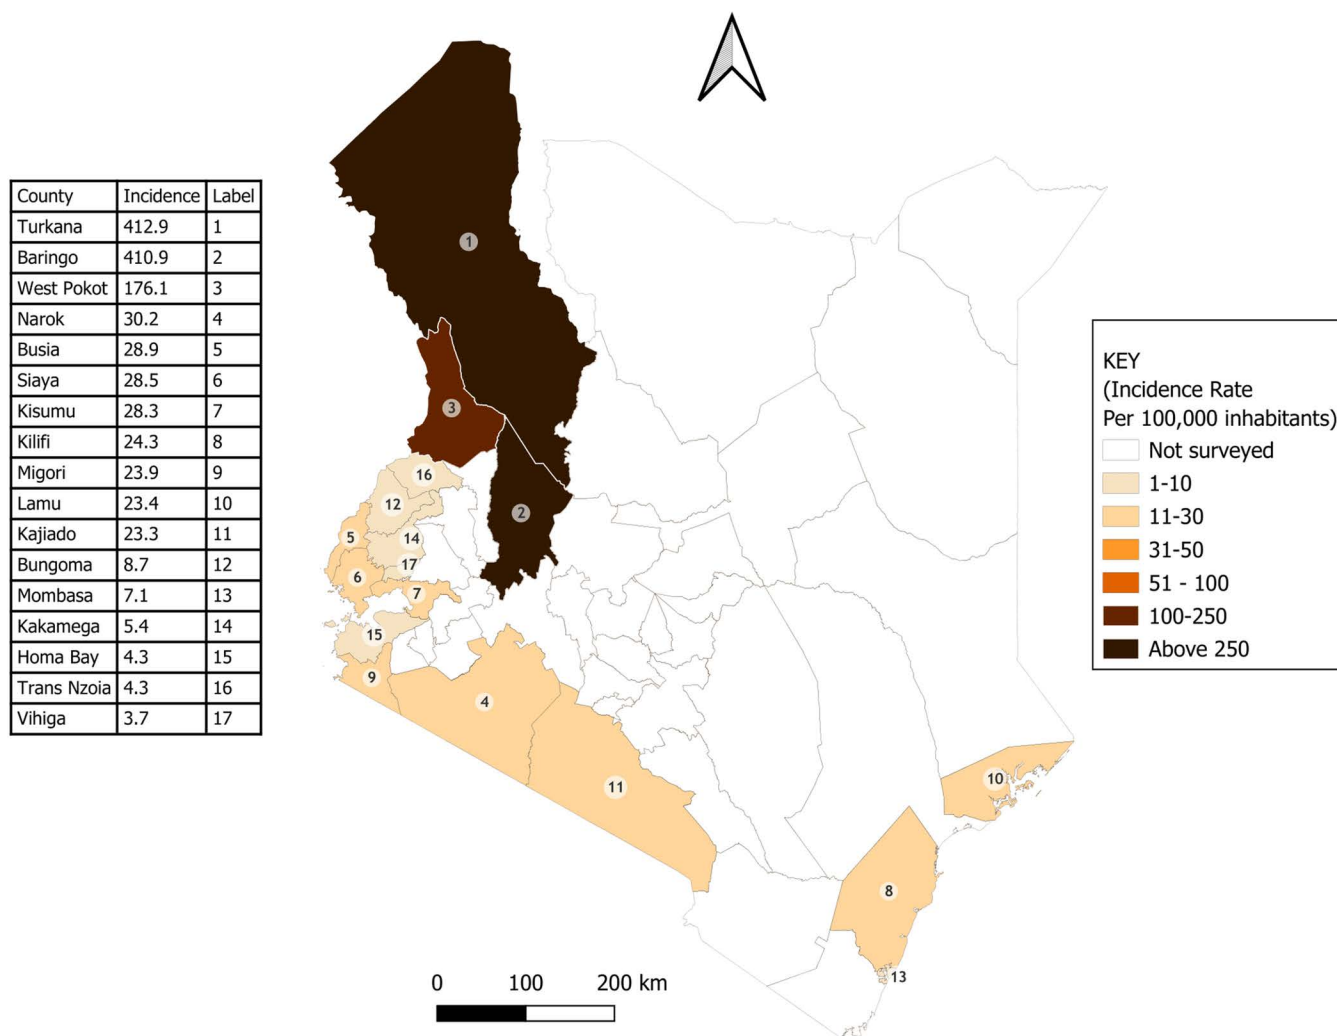 County Incidence Label
Turkana 412.9 1
Baringo 410.9 2
West Pokot 176.1 3
Narok 30.2 4
Busia 28.9 5
Siaya 28.5 6
Kisumu 28.3 7
Kilifi 24.3 8
Migori 23.9 9
Lamu 23.4 10
Kajiado 23.3 11
Bungoma 8.7 12
Mombasa 7.1 13
Kakamega 5.4 14
Homa Bay 4.3 15
Trans Nzoia 4.3 16
Vihiga 3.7 17
1
3
16
12
2
5
14
17
6
7
15
9
4
11
10
8
13
KEY
(Incidence Rate
Per 100,000 inhabitants)
Not surveyed
1-10
11-30
31-50
51 - 100
100-250
Above 250
0 100 200 km